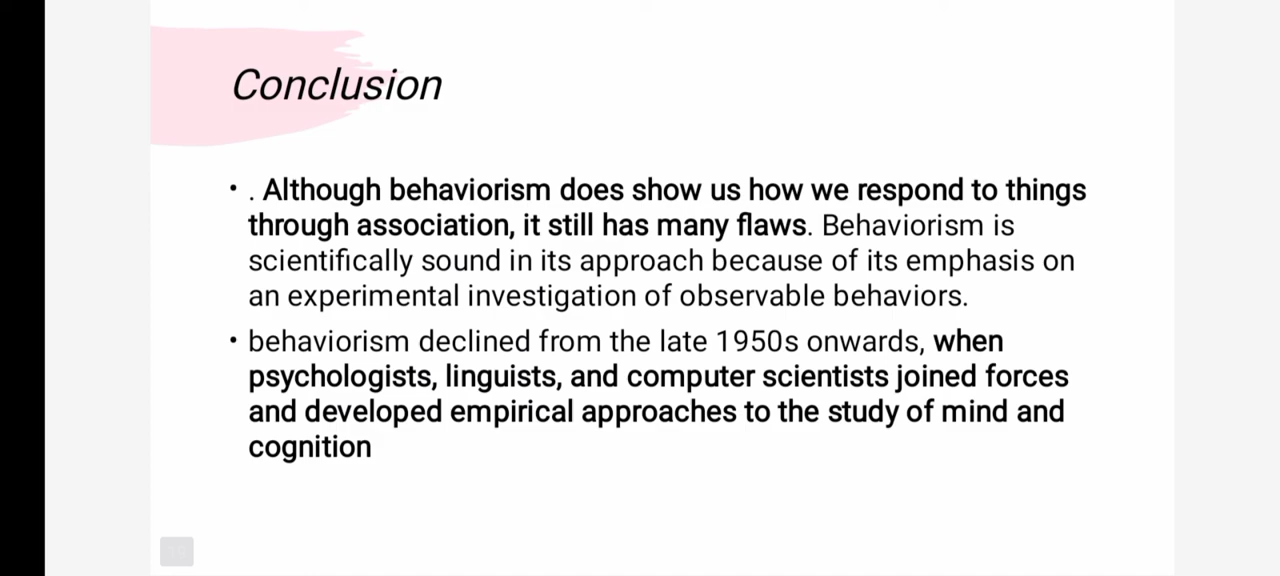 Conclusion
• . Although behaviorism does show us how we respond to things
through association, it still has many flaws. Behaviorism is
scientifically sound in its approach because of its emphasis on
an experimental investigation of observable behaviors.
• behaviorism declined from the late 1950s onwards, when
psychologists, linguists, and computer scientists joined forces
and developed empirical approaches to the study of mind and
cognition